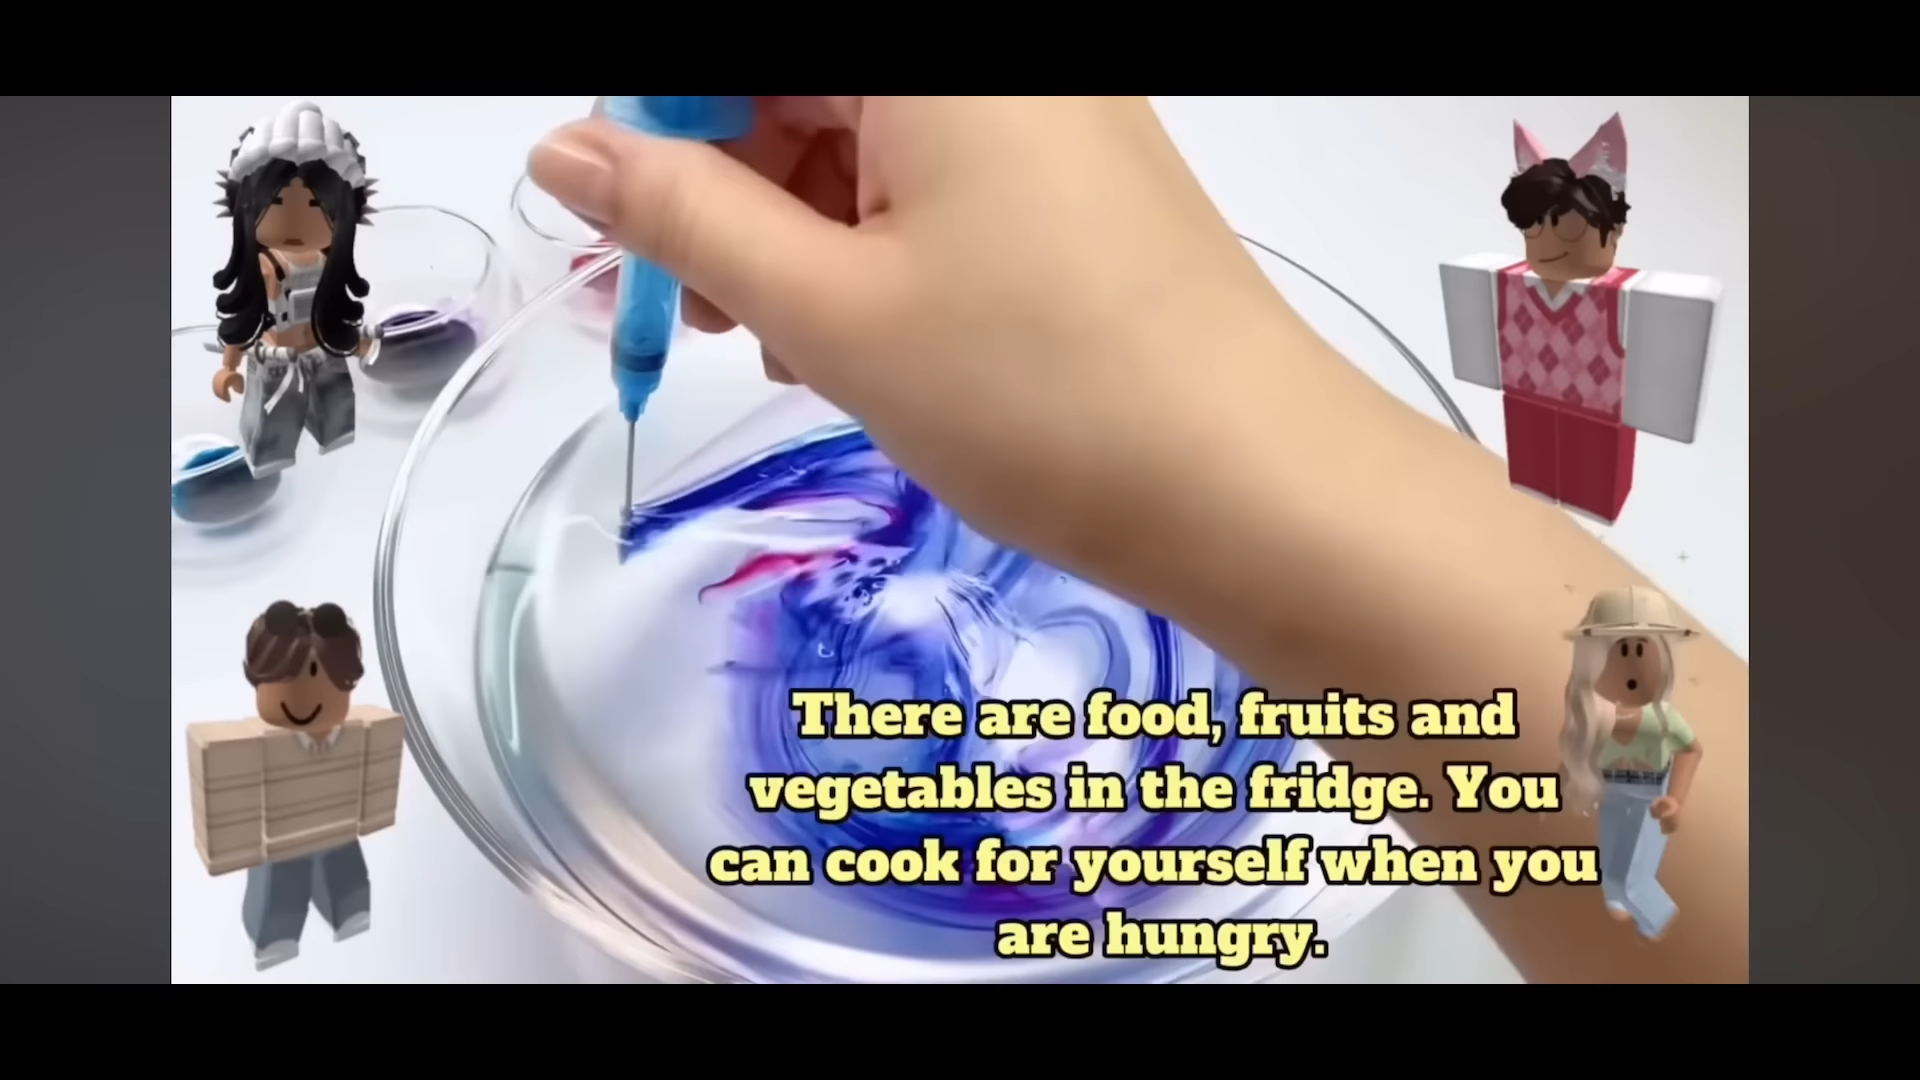 There are food, fruits and
vegetables in the fridge. You
can cook for yourself when you
are hungry.